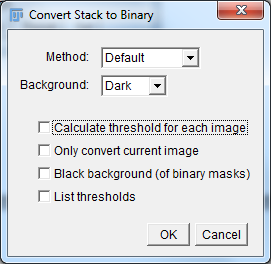 Convert Stack to Binary
Method: Default
Background: Dark
Calculate threshold for each image
Only convert current image
Black background (of binary masks)
List thresholds
OK Cancel